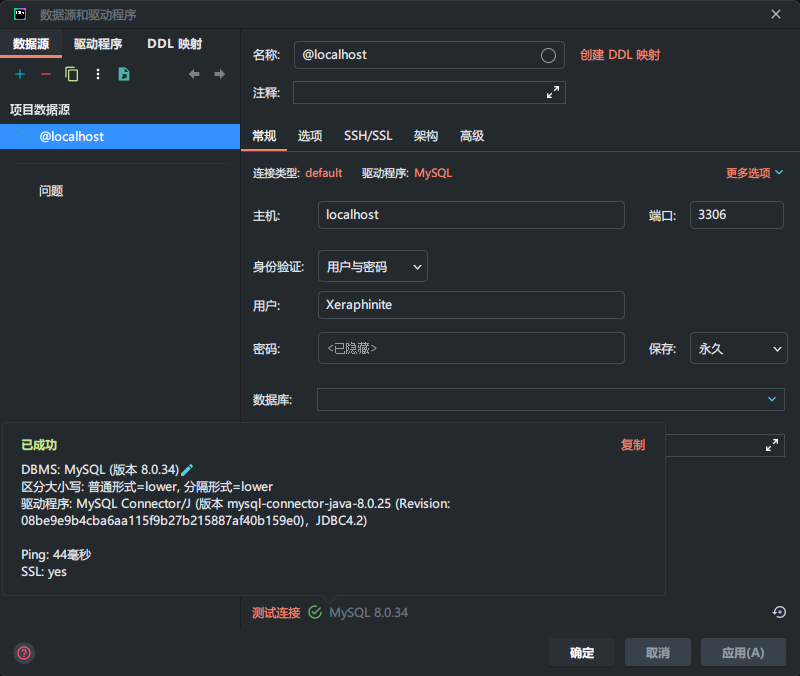 数据源和驱动程序
数据源 驱动程序 DDL 映射
项目数据源
@localhost
问题
名称: @localhost 创建 DDL 映射
注释:
常规 选项 SSH/SSL 架构 高级
连接类型: default 驱动程序: MySQL 更多选项
主机: localhost 端口: 3306
身份验证: 用户与密码
用户: Xeraphinite
密码: <已隐藏> 保存: 永久
数据库:
已成功 复制
DBMS: MySQL (版本 8.0.34)
区分大小写: 普通形式=lower, 分隔形式=lower
驱动程序: MySQL Connector/J (版本 mysql-connector-java-8.0.25 (Revision:
08be9e9b4cba6aa115f9b27b215887af40b159e0)，JDBC4.2)
Ping: 44毫秒
SSL: yes
测试连接 MySQL 8.0.34
确定 取消 应用(A)